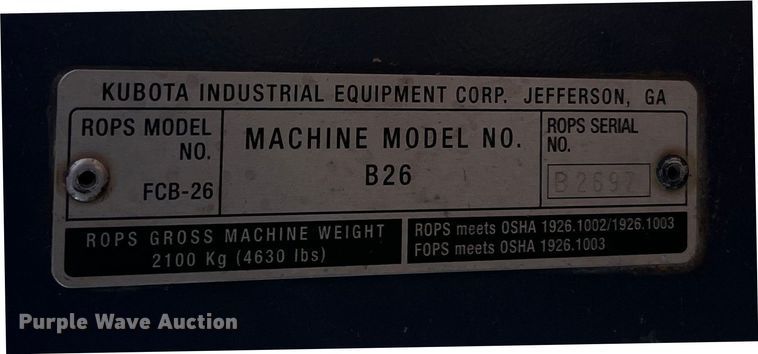 KUBOTA INDUSTRIAL EQUIPMENT CORP. JEFFERSON, GA
ROPS MODEL
NO.
FCB-26
MACHINE MODEL NO.
B26
ROPS SERIAL
NO.
B2697
ROPS GROSS MACHINE WEIGHT
2100 Kg (4630 lbs)
ROPS meets OSHA 1926.1002/1926.1003
FOPS meets OSHA 1926.1003
Purple Wave Auction